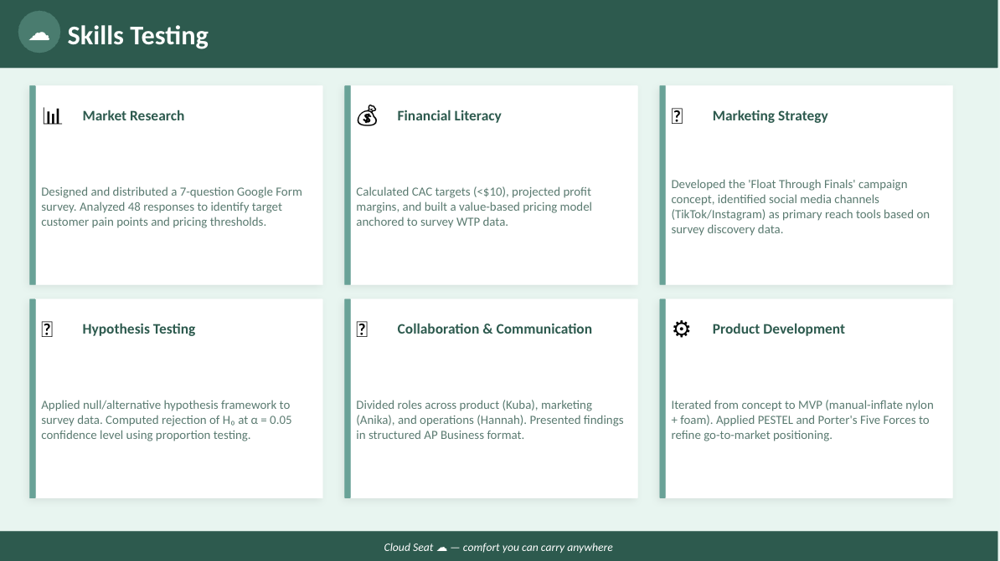 Skills Testing
Market Research
Designed and distributed a 7-question Google Form
survey. Analyzed 48 responses to identify target
customer pain points and pricing thresholds.
Financial Literacy
Calculated CAC targets (<$10), projected profit
margins, and built a value-based pricing model
anchored to survey WTP data.
Marketing Strategy
Developed the 'Float Through Finals' campaign
concept, identified social media channels
(TikTok/Instagram) as primary reach tools based on
survey discovery data.
Hypothesis Testing
Applied null/alternative hypothesis framework to
survey data. Computed rejection of H₀ at α = 0.05
confidence level using proportion testing.
Collaboration & Communication
Divided roles across product (Kuba), marketing
(Anika), and operations (Hannah). Presented findings
in structured AP Business format.
Product Development
Iterated from concept to MVP (manual-inflate nylon
+ foam). Applied PESTEL and Porter's Five Forces to
refine go-to-market positioning.
Cloud Seat ☁ — comfort you can carry anywhere